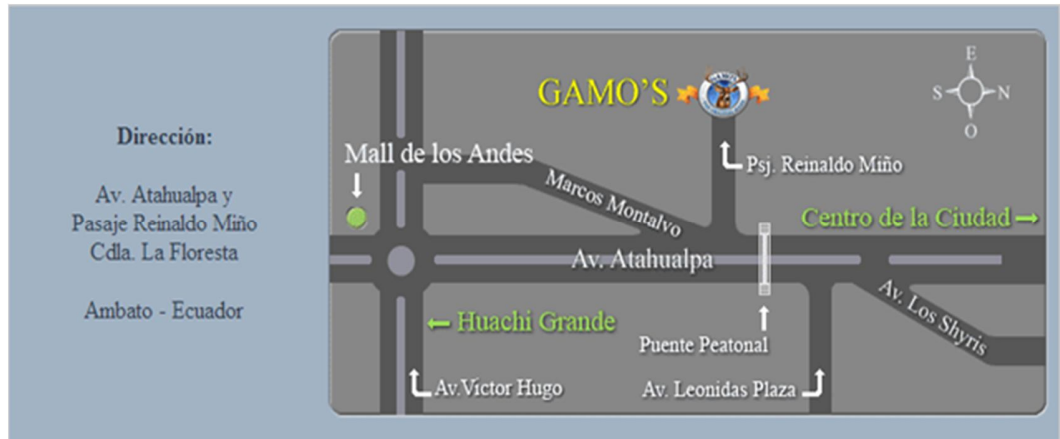 Dirección:
Av. Atahualpa y
Pasaje Reinaldo Miño
Cdla. La Floresta
Ambato - Ecuador
GAMO'S
GAMO'S
E
S
N
O
Mall de los Andes
Psj. Reinaldo Miño
Marcos Montalvo
Centro de la Ciudad
Av. Atahualpa
Huachi Grande
Puente Peatonal
Av. Los Shyris
Av.Victor Hugo
Av. Leonidas Plaza